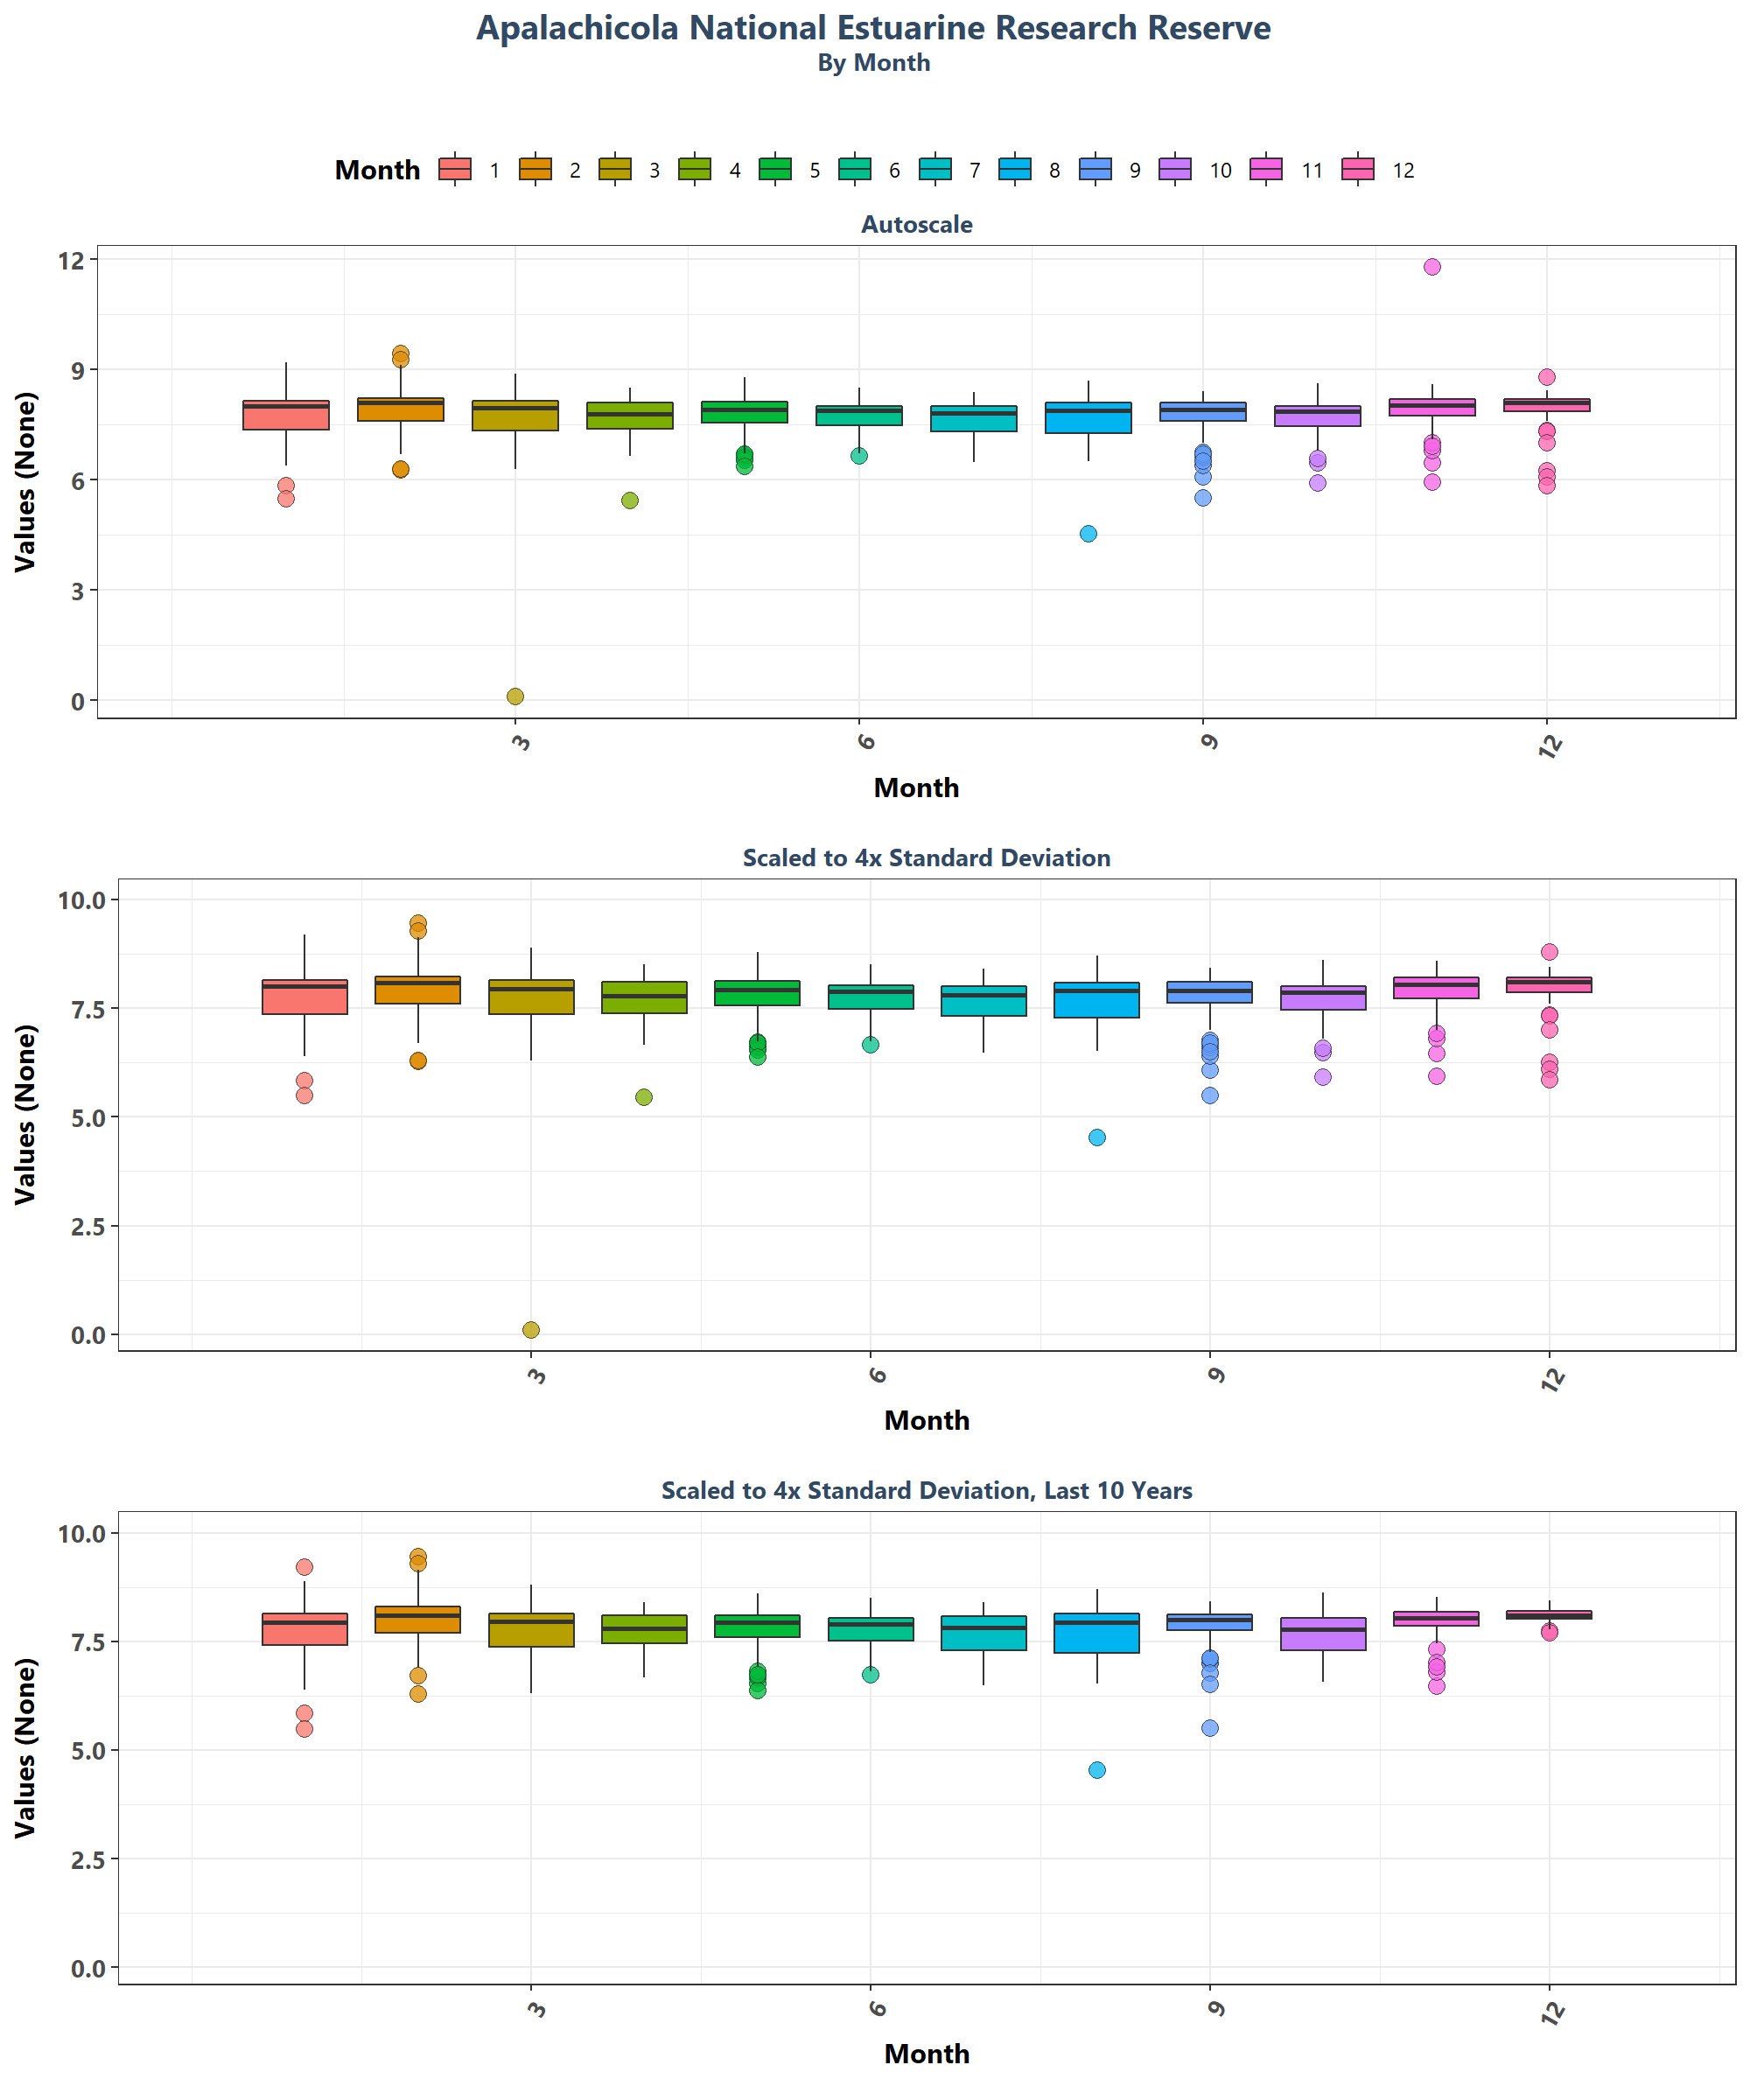 Apalachicola National Estuarine Research Reserve
By Month
Month 1 2 3 4 5 6 7 8 9 10 11 12
Autoscale
Values (None)
12
9
6
3
0
3 6 9 12
Month
Scaled to 4x Standard Deviation
Values (None)
10.0
7.5
5.0
2.5
0.0
3 6 9 12
Month
Scaled to 4x Standard Deviation, Last 10 Years
Values (None)
10.0
7.5
5.0
2.5
0.0
3 6 9 12
Month